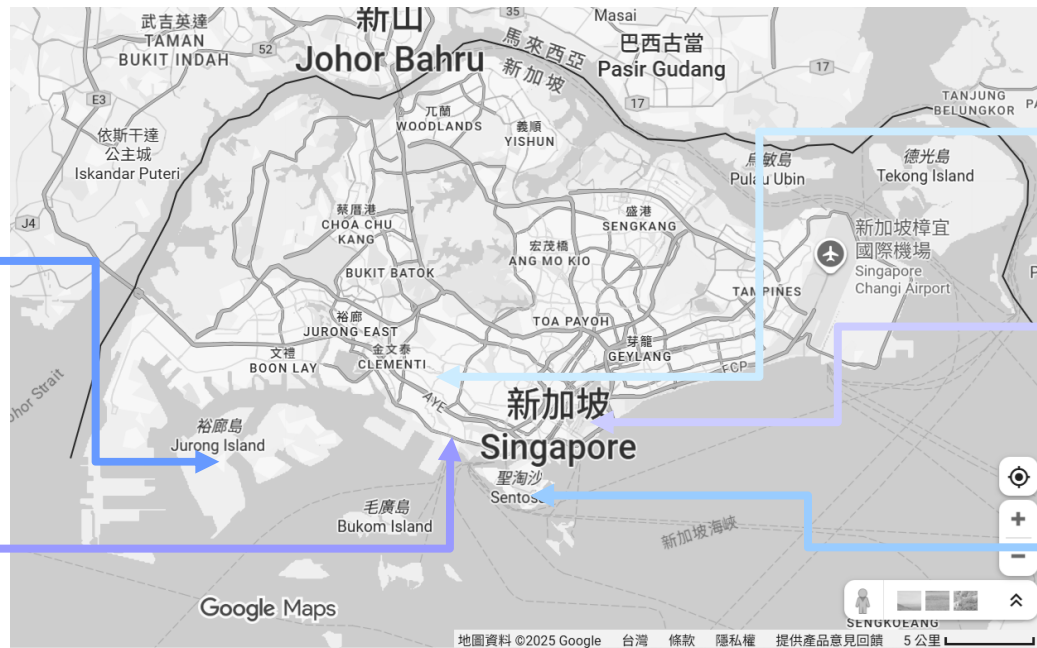 新山
Johor Bahru
武吉英達
TAMAN
BUKIT INDAH
52
35
Masai
馬來西亞
新加坡
巴西古當
Pasir Gudang
17
17
TANJUNG
BELUNGKOR
E3
依斯干達
公主城
Iskandar Puteri
兀蘭
WOODLANDS
義順
YISHUN
烏敏島
Pulau Ubin
德光島
Tekong Island
J4
蔡厝港
CHOA CHU
KANG
盛港
SENGKANG
宏茂橋
ANG MO KIO
新加坡樟宜
國際機場
Singapore
Changi Airport
BUKIT BATOK
TAMPINES
裕廊
JURONG EAST
TOA PAYOH
文禮
BOON LAY
金文泰
CLEMENTI
芽籠
GEYLANG
ECP
AYE
新加坡
Singapore
裕廊島
Jurong Island
聖淘沙
毛廣島
Bukom Island
新加坡海峽
Google Maps
SENGKUANG
地圖資料 ©2025 Google 台灣 條款 隱私權 提供產品意見回饋 5 公里